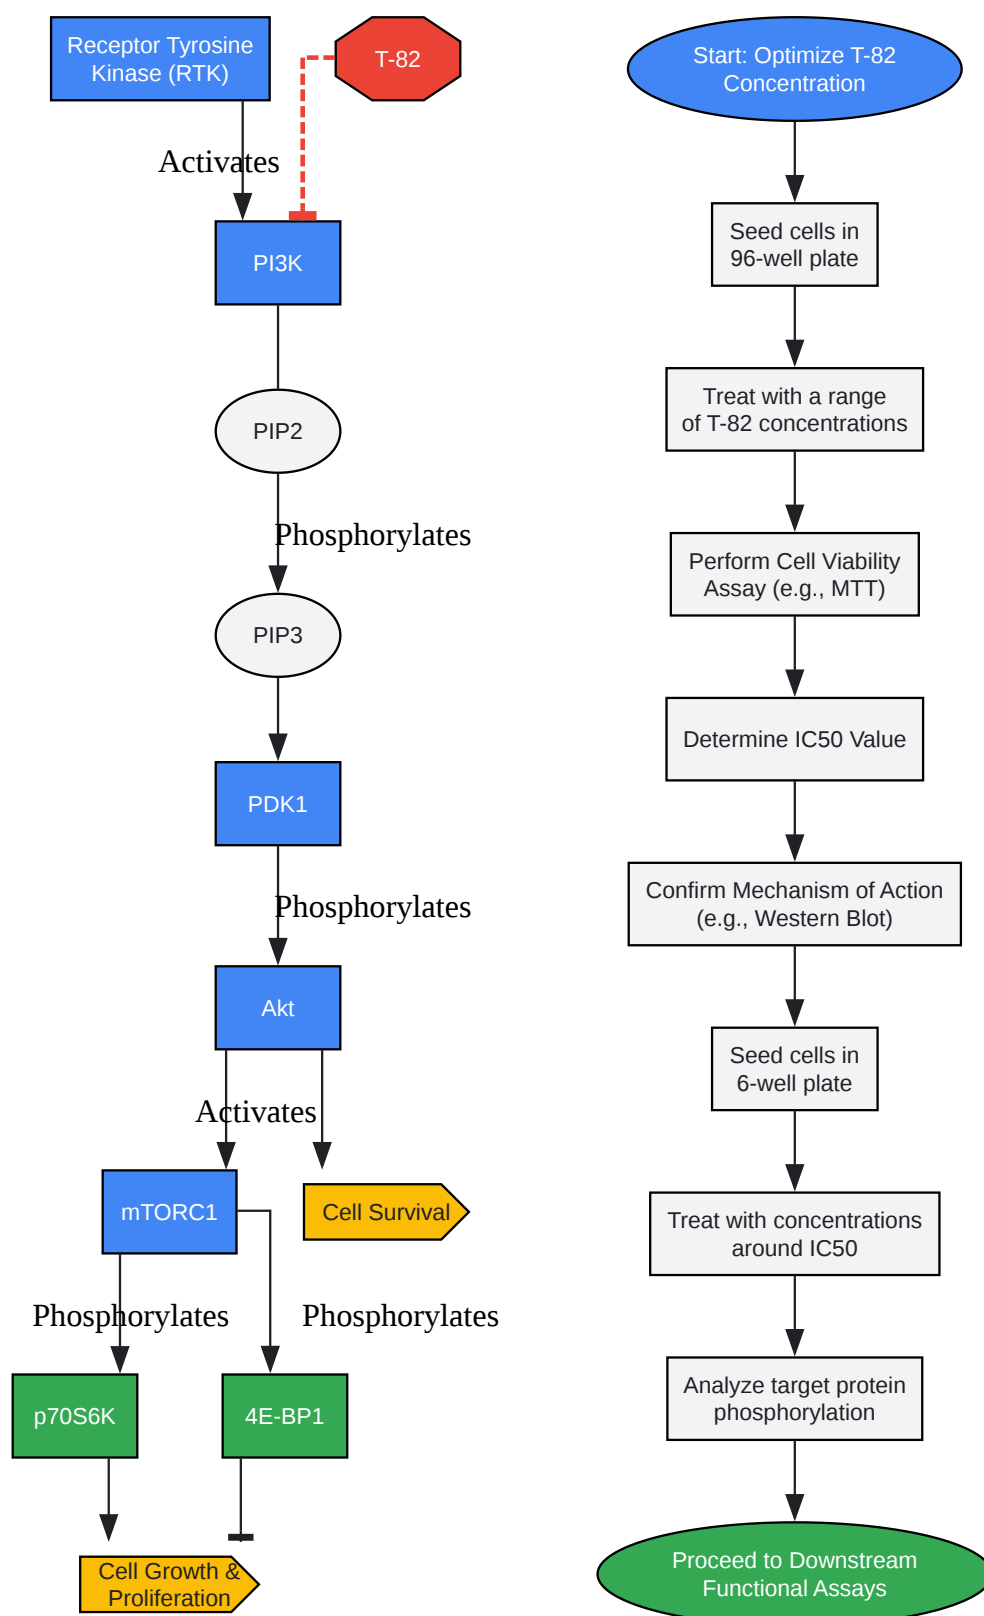 Receptor Tyrosine
Kinase (RTK)
T-82
Activates
PI3K
PIP2
Phosphorylates
PIP3
PDK1
Phosphorylates
Akt
Activates
mTORC1
Cell Survival
Phosphorylates
Phosphorylates
p70S6K
4E-BP1
Cell Growth &
Proliferation
Start: Optimize T-82
Concentration
Seed cells in
96-well plate
Treat with a range
of T-82 concentrations
Perform Cell Viability
Assay (e.g., MTT)
Determine IC50 Value
Confirm Mechanism of Action
(e.g., Western Blot)
Seed cells in
6-well plate
Treat with concentrations
around IC50
Analyze target protein
phosphorylation
Proceed to Downstream
Functional Assays